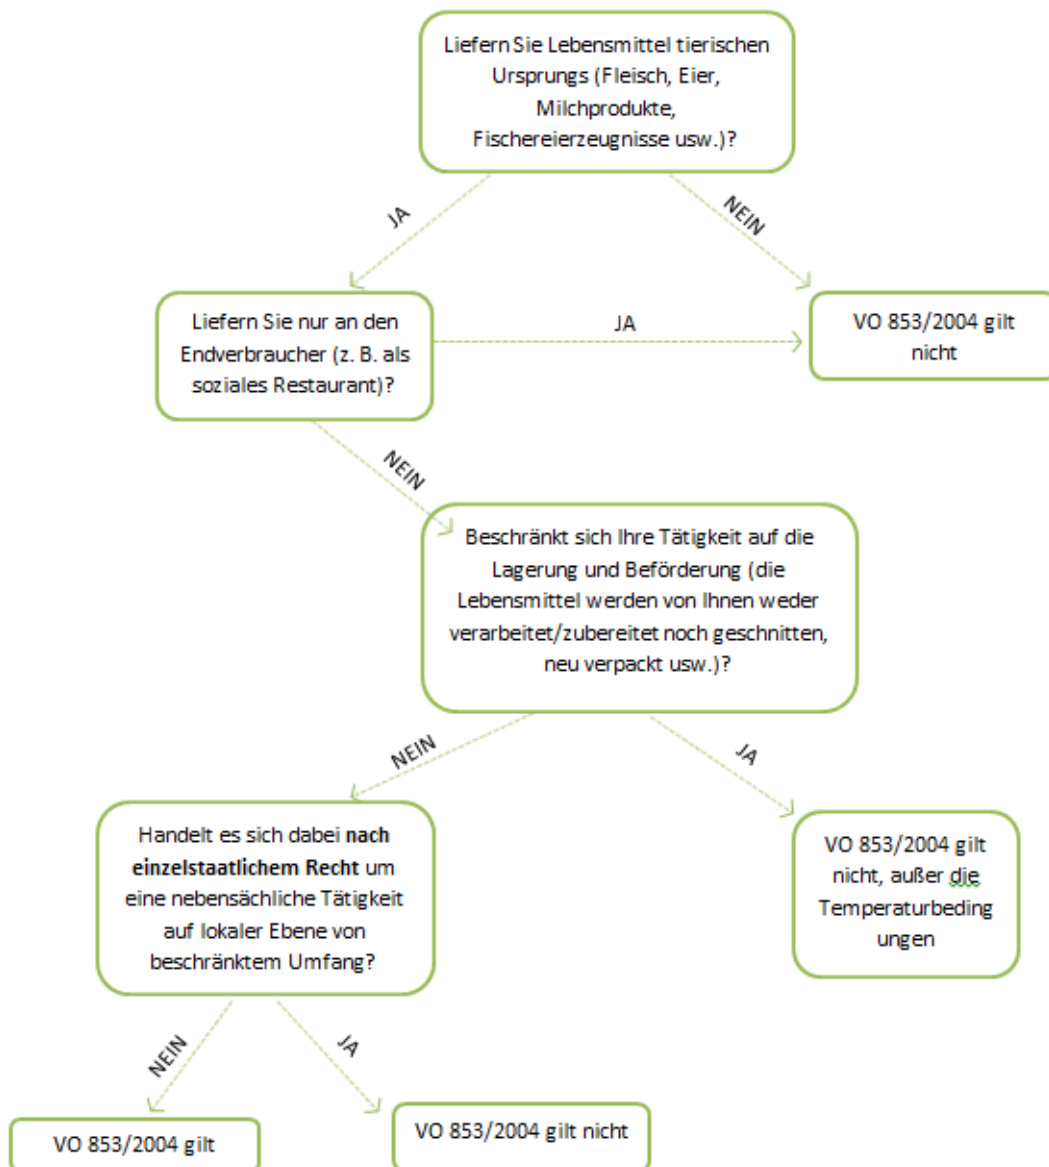 Liefern Sie Lebensmittel tierischen
Ursprungs (Fleisch, Eier,
Milchprodukte,
Fischereierzeugnisse usw.)?
JA
NEIN
Liefern Sie nur an den
Endverbraucher (z. B. als
soziales Restaurant)?
JA
VO 853/2004 gilt
nicht
NEIN
Beschränkt sich Ihre Tätigkeit auf die
Lagerung und Beförderung (die
Lebensmittel werden von Ihnen weder
verarbeitet/zubereitet noch geschnitten,
neu verpackt usw.)?
NEIN
JA
Handelt es sich dabei nach
einzelstaatlichem Recht um
eine nebensächliche Tätigkeit
auf lokaler Ebene von
beschränktem Umfang?
VO 853/2004 gilt
nicht, außer die
Temperaturbeding
ungen
NEIN
JA
VO 853/2004 gilt
VO 853/2004 gilt nicht